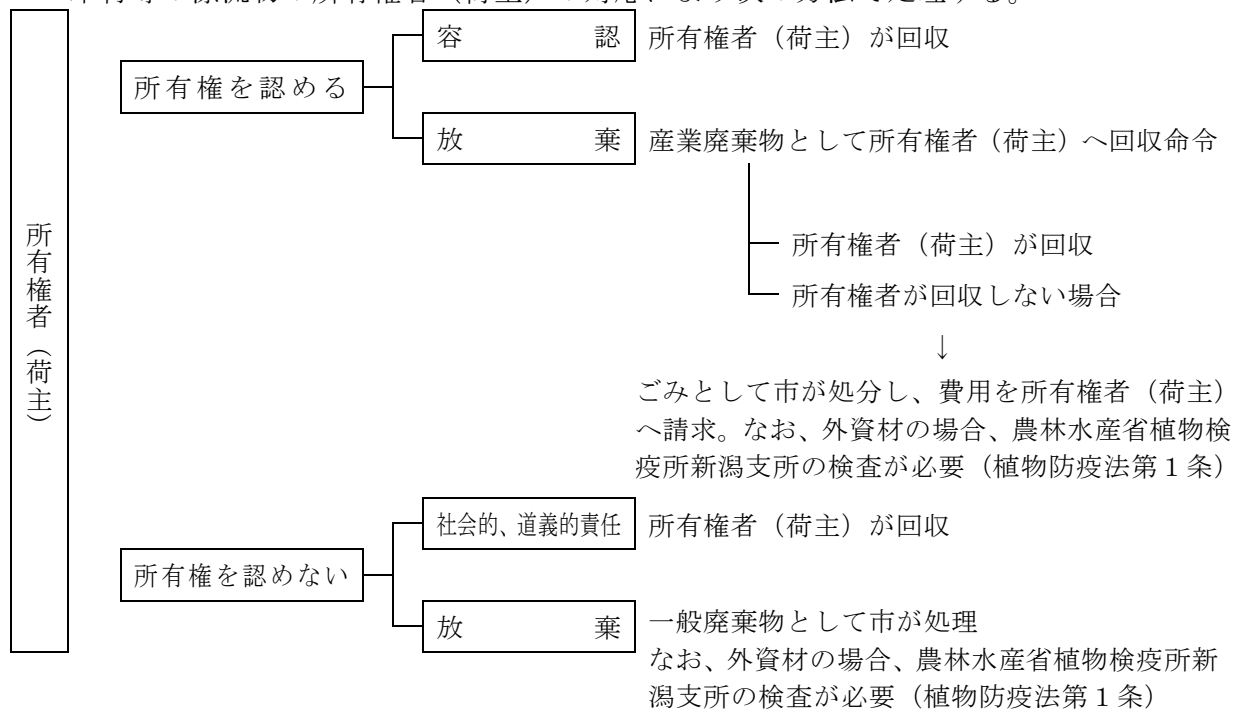 所有権者（荷主）
所有権を認める
容認 所有権者（荷主）が回収
放棄 産業廃棄物として所有権者（荷主）へ回収命令
所有権者（荷主）が回収
所有権者が回収しない場合
↓
ごみとして市が処分し、費用を所有権者（荷主）
へ請求。なお、外資材の場合、農林水産省植物検
疫所新潟支所の検査が必要（植物防疫法第１条）
所有権を認めない
社会的、道義的責任 所有権者（荷主）が回収
放棄 一般廃棄物として市が処理
なお、外資材の場合、農林水産省植物検疫所新
潟支所の検査が必要（植物防疫法第１条）